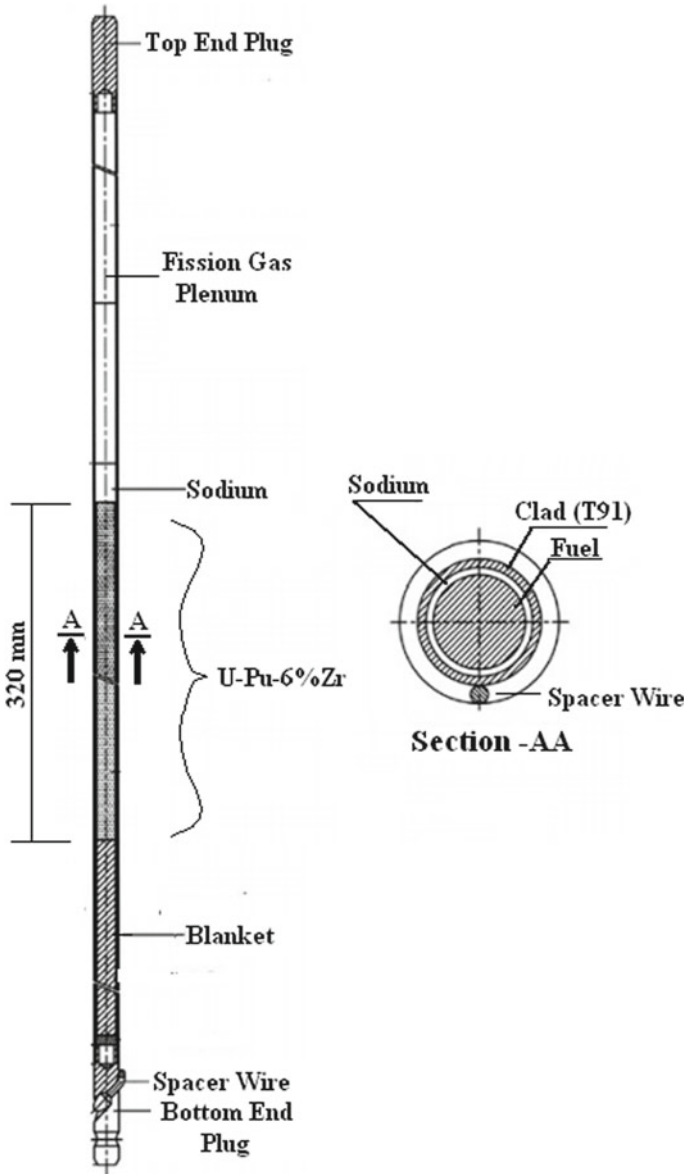 Top End Plug
Fission Gas
Plenum
Sodium
320 mm
A A
U-Pu-6%Zr
Blanket
Spacer Wire
Bottom End
Plug
Sodium
Clad (T91)
Fuel
Spacer Wire
Section -AA